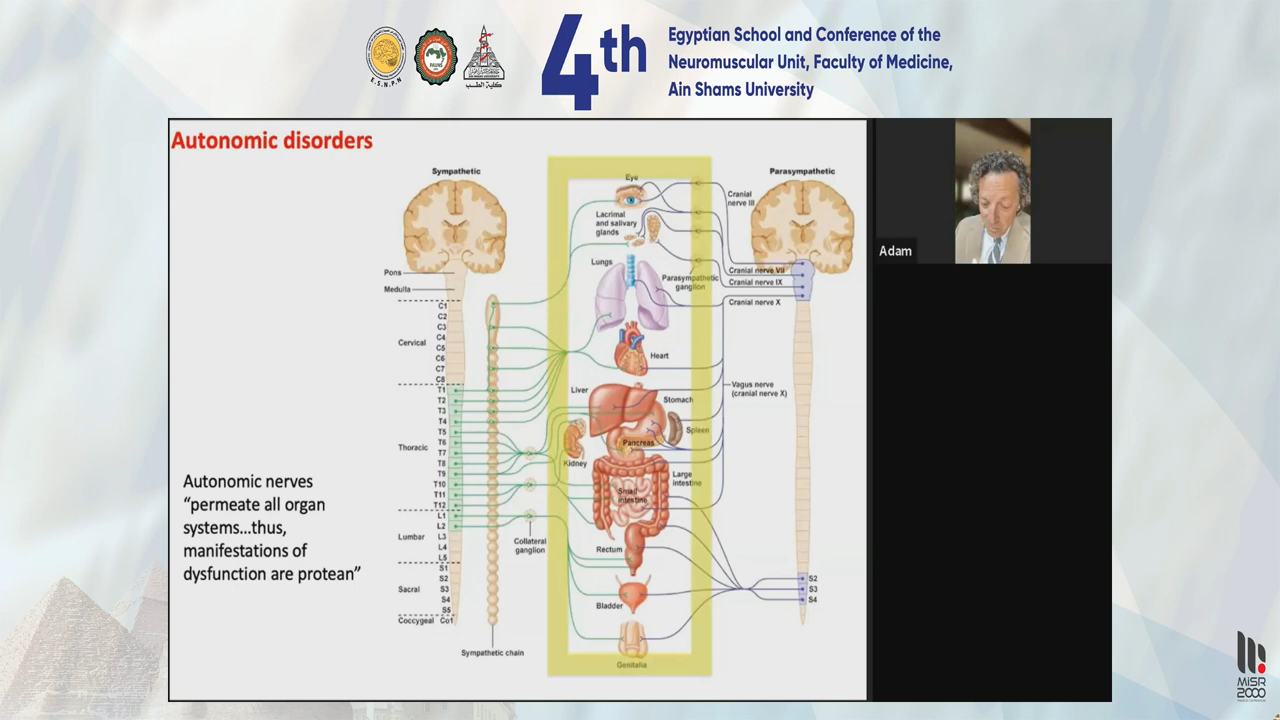 4th
Egyptian School and Conference of the
Neuromuscular Unit, Faculty of Medicine,
Ain Shams University
E.S.N.P.N
PAUNS
كلية الطب
Autonomic disorders
Sympathetic
Parasympathetic
Pons
Medulla
Cervical
C1
C2
C3
C4
C5
C6
C7
C8
Thoracic
T1
T2
T3
T4
T5
T6
T7
T8
T9
T10
T11
T12
Lumbar
L1
L2
L3
L4
L5
Sacral
S1
S2
S3
S4
S5
Coccygeal Co1
Sympathetic chain
Collateral
ganglion
Eye
Lacrimal
and salivary
glands
Lungs
Parasympathetic
ganglion
Heart
Liver
Stomach
Spleen
Pancreas
Kidney
Large
intestine
Small
intestine
Rectum
Bladder
Genitalia
Cranial
nerve III
Cranial nerve VII
Cranial nerve IX
Cranial nerve X
Vagus nerve
(cranial nerve X)
S2
S3
S4
Autonomic nerves
“permeate all organ
systems...thus,
manifestations of
dysfunction are protean”
Adam
MiSR
2000